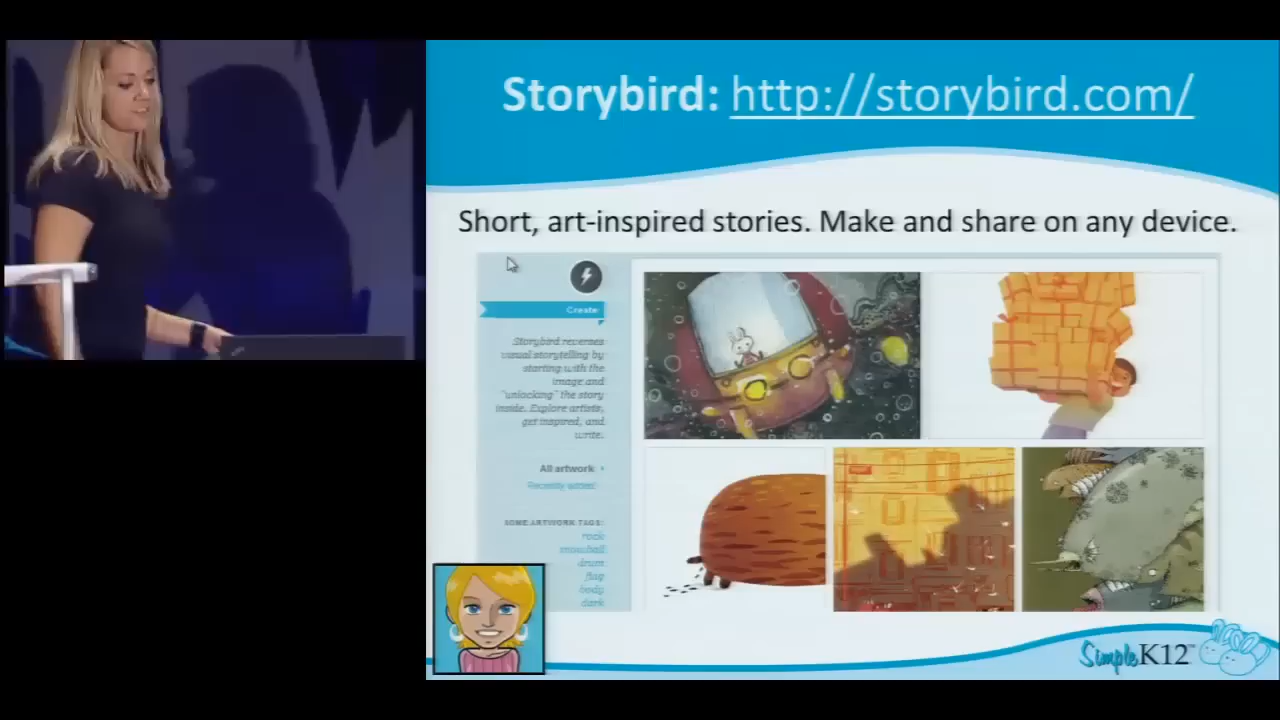 Storybird: http://storybird.com/
Short, art-inspired stories. Make and share on any device.
Create
Storybird reverses
visual storytelling by
starting with the
image and
"unlocking" the story
inside. Explore artists,
get inspired, and
write.
All artwork
Recently added
SOME ARTWORK TAGS:
rock
snowball
drum
flag
body
dark
SimpleK12™